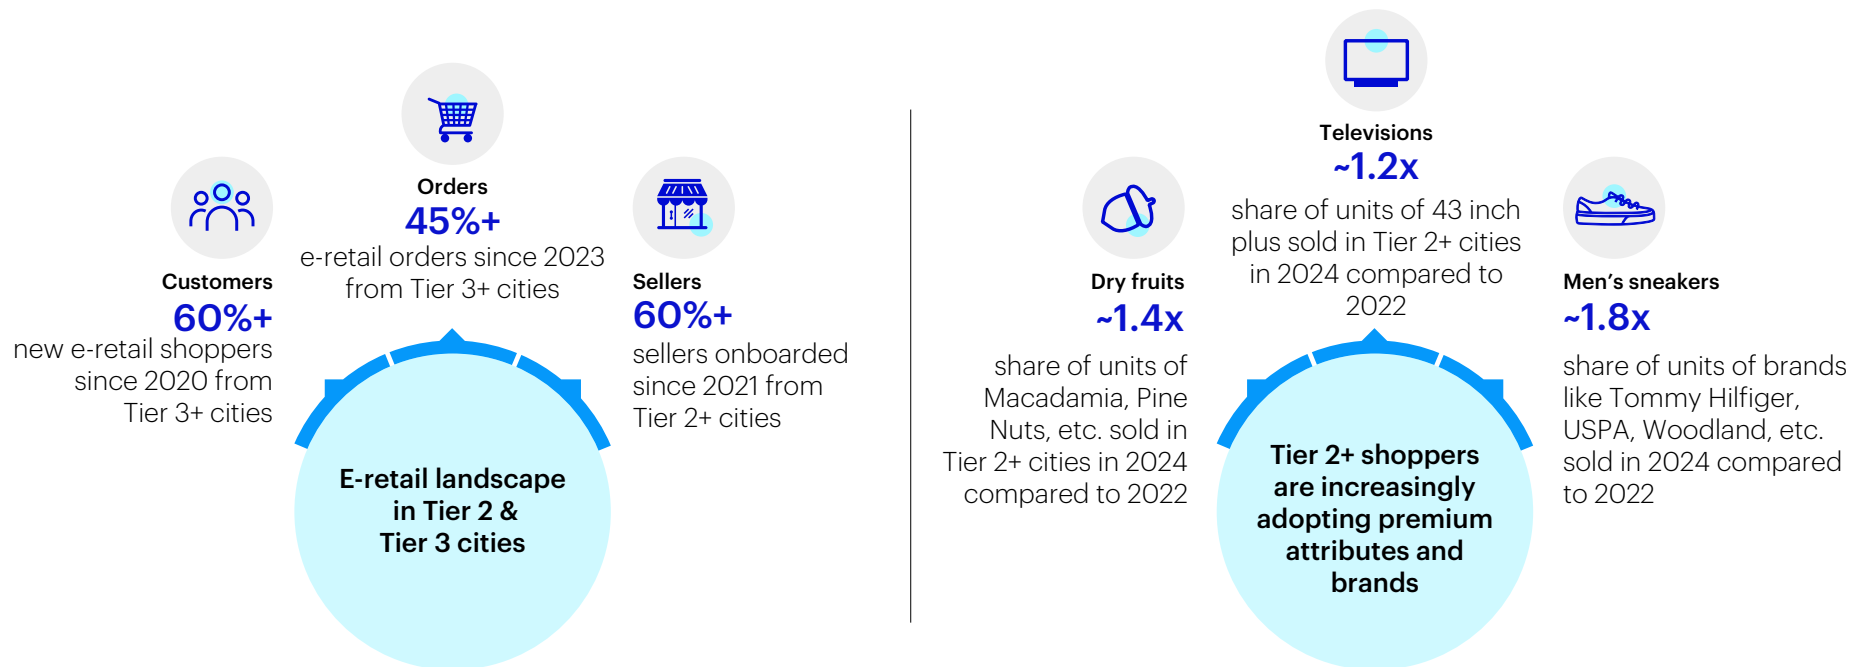 Customers
60%+
new e-retail shoppers
since 2020 from
Tier 3+ cities
Orders
45%+
e-retail orders since 2023
from Tier 3+ cities
Sellers
60%+
sellers onboarded
since 2021 from
Tier 2+ cities
E-retail landscape
in Tier 2 &
Tier 3 cities
Dry fruits
~1.4x
share of units of
Macadamia, Pine
Nuts, etc. sold in
Tier 2+ cities in 2024
compared to 2022
Televisions
~1.2x
share of units of 43 inch
plus sold in Tier 2+ cities
in 2024 compared to
2022
Men’s sneakers
~1.8x
share of units of brands
like Tommy Hilfiger,
USPA, Woodland, etc.
sold in 2024 compared
to 2022
Tier 2+ shoppers
are increasingly
adopting premium
attributes and
brands